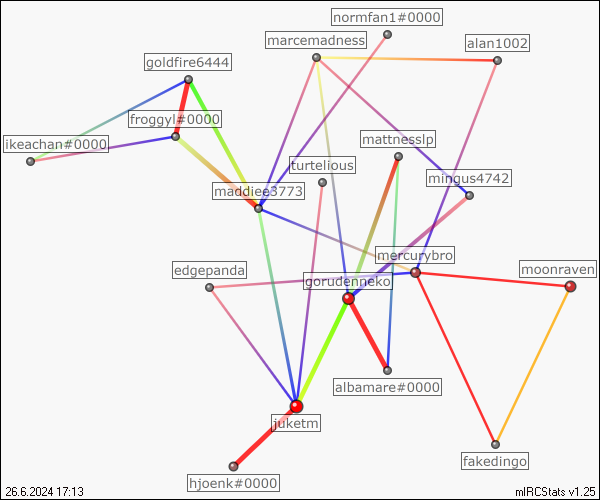 normfan1#0000
marcemadness
alan1002
goldfire6444
froggyl#0000
ikeachan#0000
mattnesslp
turtelious
mingus4742
maddiee3773
mercurybro
moonraven
edgepanda
gorudenneko
albamare#0000
juketm
fakedingo
hjoenk#0000
26.6.2024 17:13
mIRCStats v1.25